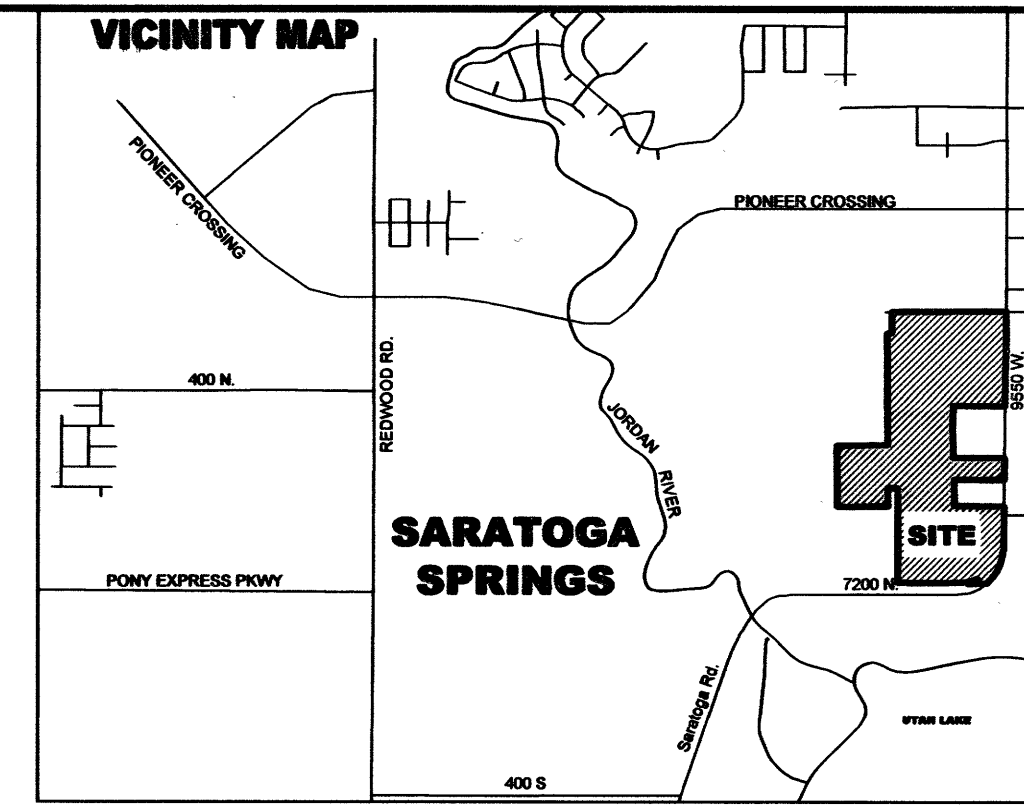 VICINITY MAP
PIONEER CROSSING
PIONEER CROSSING
REDWOOD RD.
400 N.
9550 W.
JORDAN
RIVER
SARATOGA
SPRINGS
SITE
PONY EXPRESS PKWY
7200 N.
Saratoga Rd.
UTAH LAKE
400 S